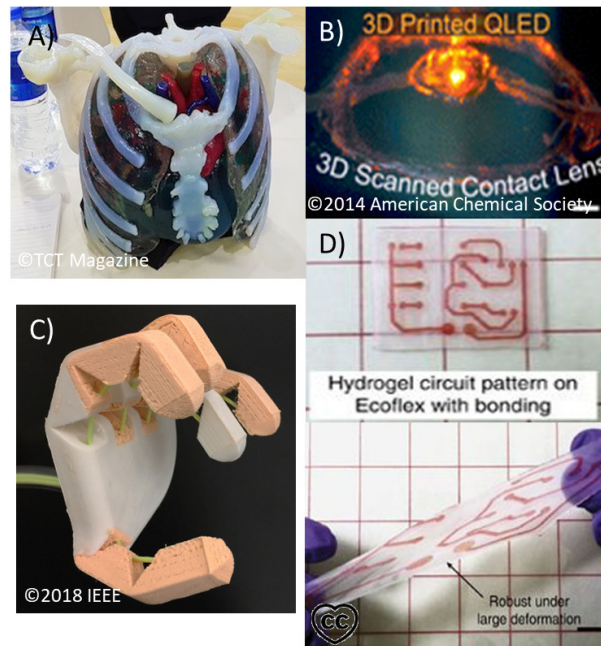 A)
©TCT Magazine
B)
3D Printed QLED
3D Scanned Contact Lens
©2014 American Chemical Society
C)
©2018 IEEE
D)
Hydrogel circuit pattern on
Ecoflex with bonding
Robust under
large deformation
CC